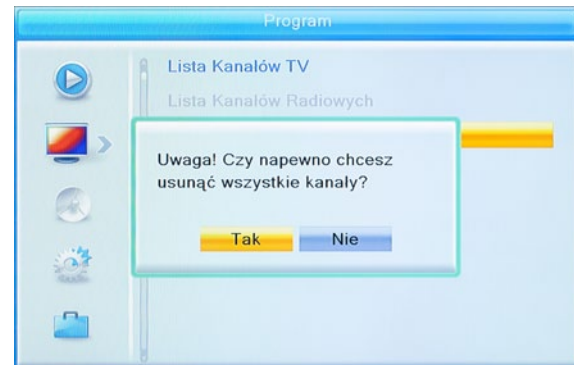 Program
Lista Kanałów TV
Lista Kanałów Radiowych
Uwaga! Czy napewno chcesz
usunąć wszystkie kanały?
Tak
Nie